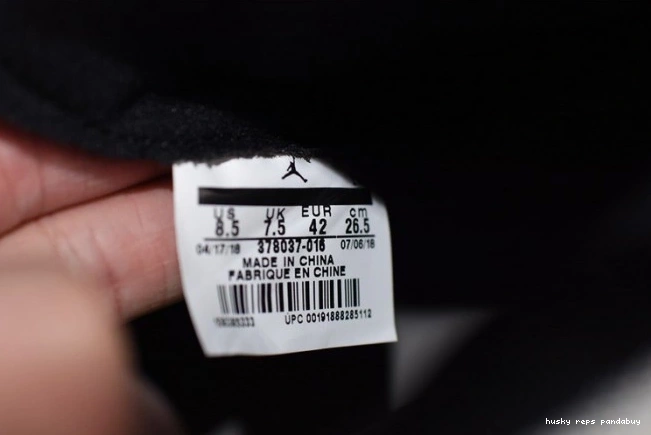 US UK EUR cm
8.5 7.5 42 26.5
04/17/18 378037-016 07/06/18
MADE IN CHINA
FABRIQUE EN CHINE
UPC 00191888285112
husky reps pandabuy